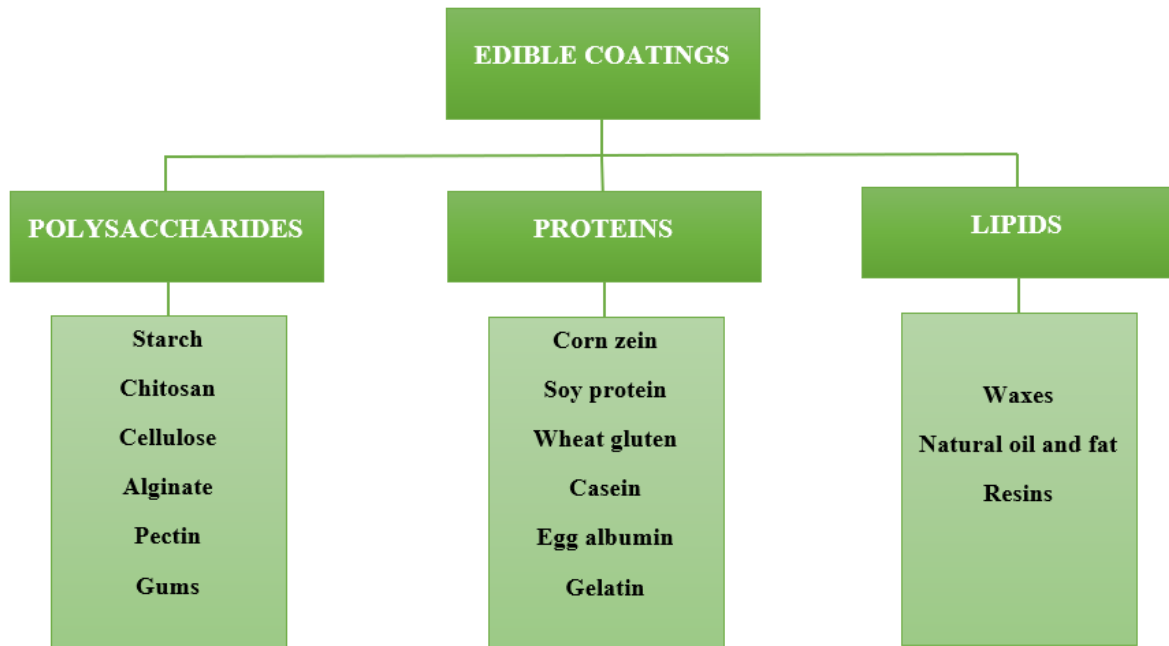 EDIBLE COATINGS
POLYSACCHARIDES
Starch
Chitosan
Cellulose
Alginate
Pectin
Gums
PROTEINS
Corn zein
Soy protein
Wheat gluten
Casein
Egg albumin
Gelatin
LIPIDS
Waxes
Natural oil and fat
Resins